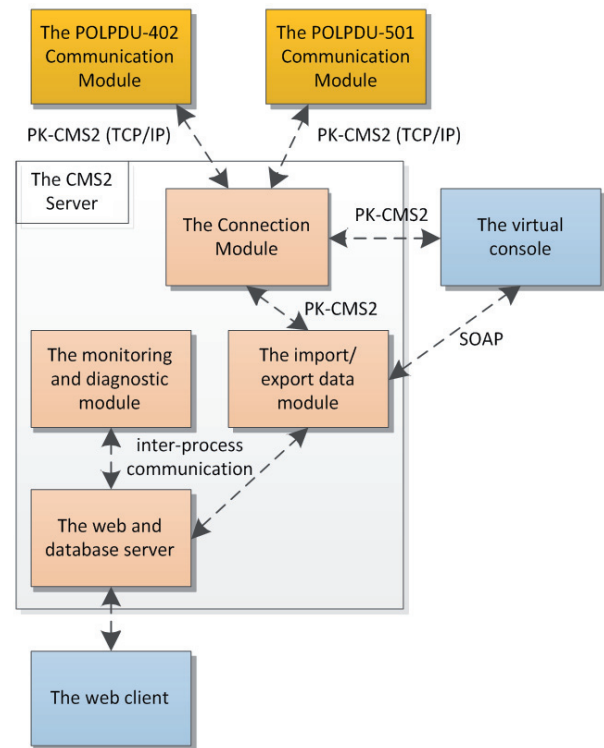 The POLPDU-402
Communication
Module
The POLPDU-501
Communication
Module
PK-CMS2 (TCP/IP)
PK-CMS2 (TCP/IP)
The CMS2
Server
The Connection
Module
PK-CMS2
The virtual
console
PK-CMS2
SOAP
The monitoring
and diagnostic
module
The import/
export data
module
inter-process
communication
The web and
database server
The web client